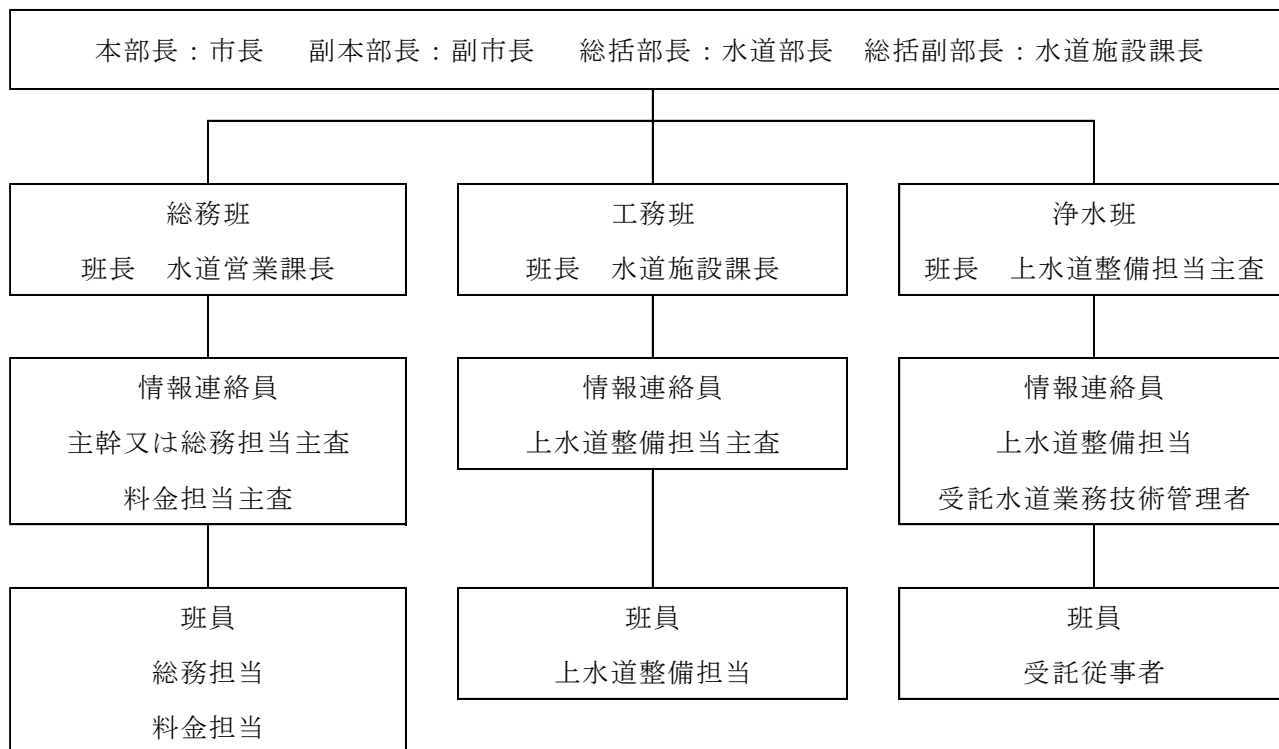 本部長：市長　副本部長：副市長　総括部長：水道部長　総括副部長：水道施設課長
総務班
班長　水道営業課長
情報連絡員
主幹又は総務担当主査
料金担当主査
班員
総務担当
料金担当
工務班
班長　水道施設課長
情報連絡員
上水道整備担当主査
班員
上水道整備担当
浄水班
班長　上水道整備担当主査
情報連絡員
上水道整備担当
受託水道業務技術管理者
班員
受託従事者